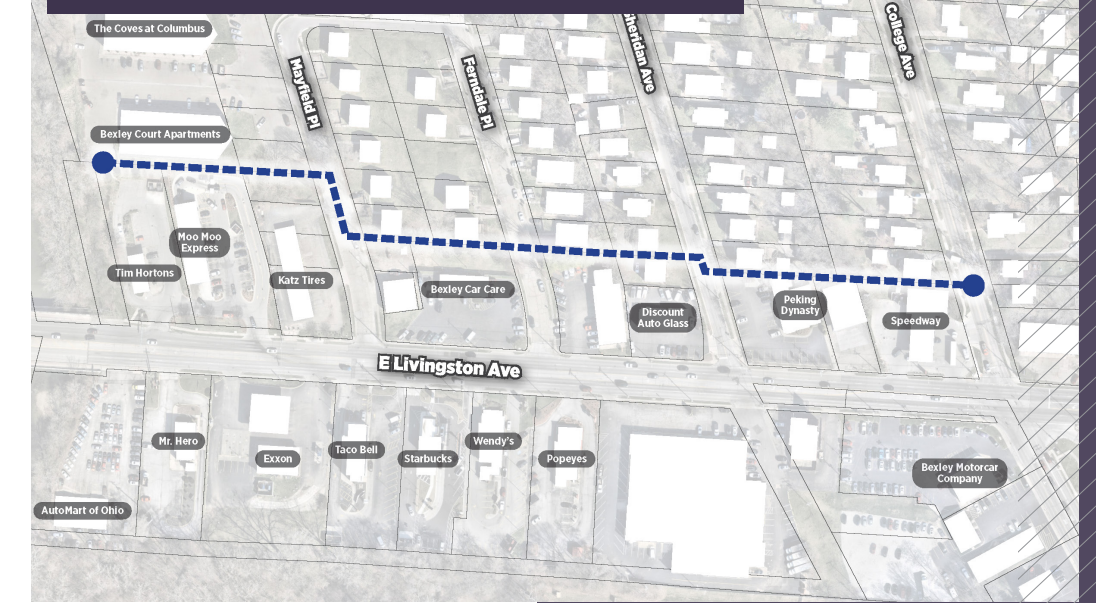 The Coves at Columbus
Mayfield Pl
Ferndale Pl
Sheridan Ave
College Ave
Bexley Court Apartments
Moo Moo
Express
Tim Hortons
Katz Tires
Bexley Car Care
Discount
Auto Glass
Peking
Dynasty
Speedway
E Livingston Ave
Mr. Hero
Exxon
Taco Bell
Starbucks
Wendy's
Popeyes
Bexley Motorcar
Company
AutoMart of Ohio